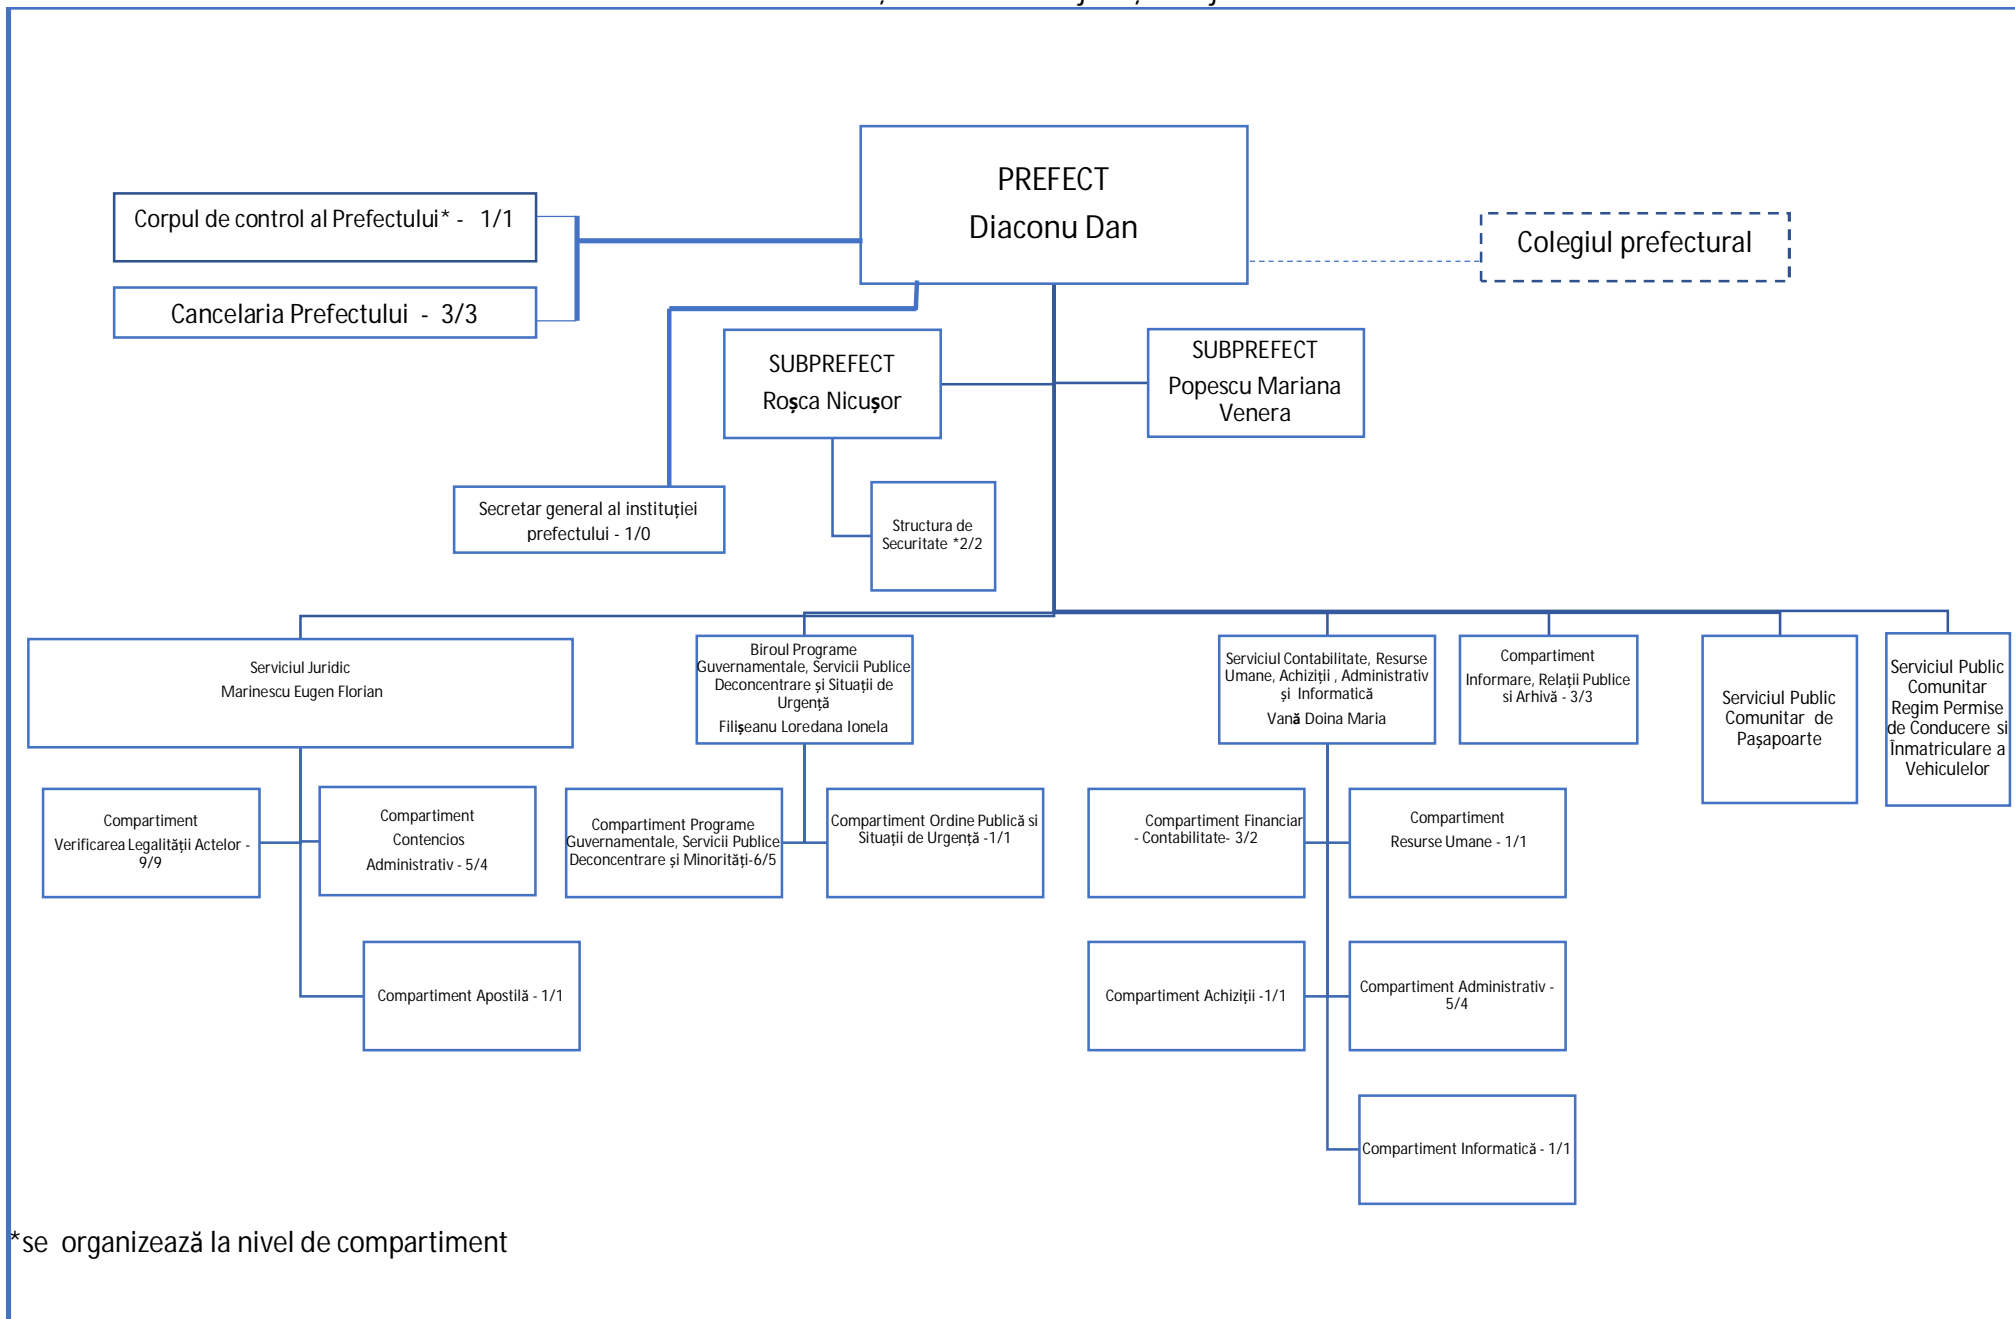 PREFECT
Diaconu Dan
Corpul de control al Prefectului* - 1/1
Cancelaria Prefectului - 3/3
Colegiul prefectural
SUBPREFECT
Roșca Nicușor
SUBPREFECT
Popescu Mariana
Venera
Secretar general al instituției
prefectului - 1/0
Structura de
Securitate *2/2
Serviciul Juridic
Marinescu Eugen Florian
Biroul Programe
Guvernamentale, Servicii Publice
Deconcentrare și Situații de
Urgență
Filișeanu Loredana Ionela
Serviciul Contabilitate, Resurse
Umane, Achiziții , Administrativ
și Informatică
Vană Doina Maria
Compartiment
Informare, Relații Publice
si Arhivă - 3/3
Serviciul Public
Comunitar de
Pașapoarte
Serviciul Public
Comunitar
Regim Permise
de Conducere si
Înmatriculare a
Vehiculelor
Compartiment
Verificarea Legalității Actelor -
9/9
Compartiment
Contencios
Administrativ - 5/4
Compartiment Programe
Guvernamentale, Servicii Publice
Deconcentrare și Minorități-6/5
Compartiment Ordine Publică si
Situații de Urgență -1/1
Compartiment Financiar
- Contabilitate- 3/2
Compartiment
Resurse Umane - 1/1
Compartiment Apostilă - 1/1
Compartiment Achiziții -1/1
Compartiment Administrativ -
5/4
Compartiment Informatică - 1/1
*se organizează la nivel de compartiment